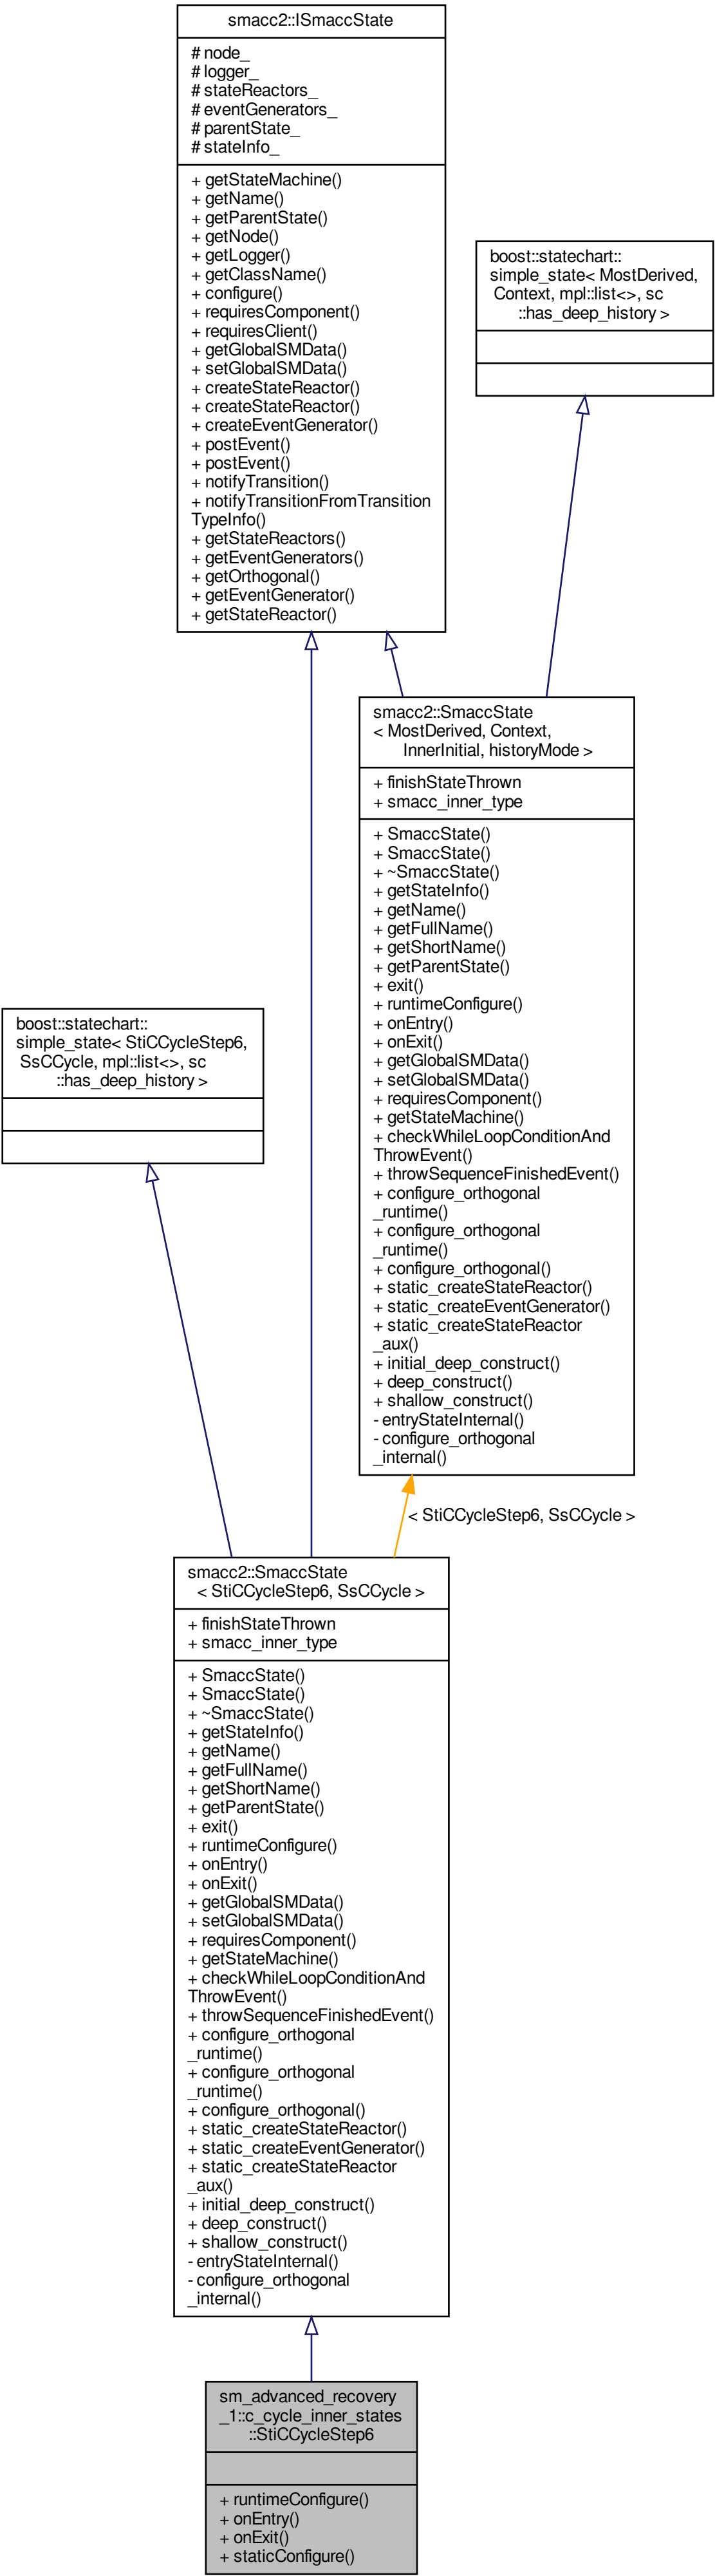 smacc2::ISmaccState
# node_
# logger_
# stateReactors_
# eventGenerators_
# parentState_
# stateInfo_
+ getStateMachine()
+ getName()
+ getParentState()
+ getNode()
+ getLogger()
+ getClassName()
+ configure()
+ requiresComponent()
+ requiresClient()
+ getGlobalSMData()
+ setGlobalSMData()
+ createStateReactor()
+ createStateReactor()
+ createEventGenerator()
+ postEvent()
+ postEvent()
+ notifyTransition()
+ notifyTransitionFromTransition
TypeInfo()
+ getStateReactors()
+ getEventGenerators()
+ getOrthogonal()
+ getEventGenerator()
+ getStateReactor()
boost::statechart::
simple_state< MostDerived,
Context, mpl::list<>, sc
::has_deep_history >
smacc2::SmaccState
< MostDerived, Context,
InnerInitial, historyMode >
+ finishStateThrown
+ smacc_inner_type
+ SmaccState()
+ SmaccState()
+ ~SmaccState()
+ getStateInfo()
+ getName()
+ getFullName()
+ getShortName()
+ getParentState()
+ exit()
+ runtimeConfigure()
+ onEntry()
+ onExit()
+ getGlobalSMData()
+ setGlobalSMData()
+ requiresComponent()
+ getStateMachine()
+ checkWhileLoopConditionAnd
ThrowEvent()
+ throwSequenceFinishedEvent()
+ configure_orthogonal
_runtime()
+ configure_orthogonal
_runtime()
+ configure_orthogonal()
+ static_createStateReactor()
+ static_createEventGenerator()
+ static_createStateReactor
_aux()
+ initial_deep_construct()
+ deep_construct()
+ shallow_construct()
- entryStateInternal()
- configure_orthogonal
_internal()
boost::statechart::
simple_state< StiCCycleStep6,
SsCCycle, mpl::list<>, sc
::has_deep_history >
< StiCCycleStep6, SsCCycle >
smacc2::SmaccState
< StiCCycleStep6, SsCCycle >
+ finishStateThrown
+ smacc_inner_type
+ SmaccState()
+ SmaccState()
+ ~SmaccState()
+ getStateInfo()
+ getName()
+ getFullName()
+ getShortName()
+ getParentState()
+ exit()
+ runtimeConfigure()
+ onEntry()
+ onExit()
+ getGlobalSMData()
+ setGlobalSMData()
+ requiresComponent()
+ getStateMachine()
+ checkWhileLoopConditionAnd
ThrowEvent()
+ throwSequenceFinishedEvent()
+ configure_orthogonal
_runtime()
+ configure_orthogonal
_runtime()
+ configure_orthogonal()
+ static_createStateReactor()
+ static_createEventGenerator()
+ static_createStateReactor
_aux()
+ initial_deep_construct()
+ deep_construct()
+ shallow_construct()
- entryStateInternal()
- configure_orthogonal
_internal()
sm_advanced_recovery
_1::c_cycle_inner_states
::StiCCycleStep6
+ runtimeConfigure()
+ onEntry()
+ onExit()
+ staticConfigure()